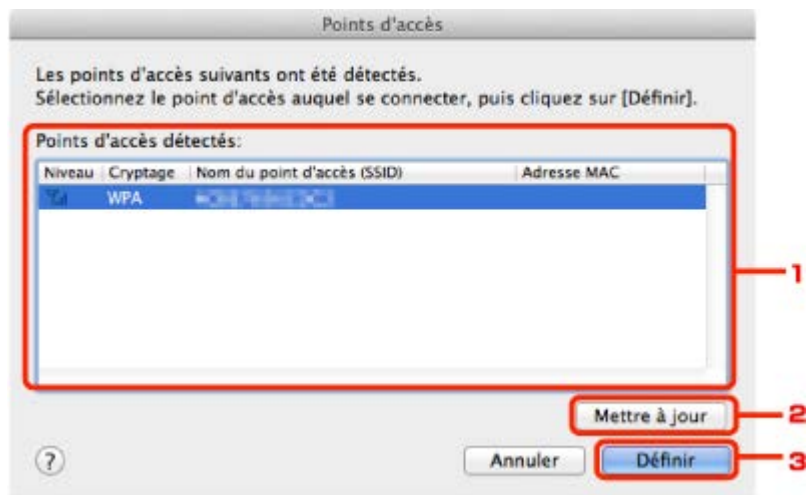 Points d'accès
Les points d'accès suivants ont été détectés.
Sélectionnez le point d'accès auquel se connecter, puis cliquez sur [Définir].
Points d'accès détectés:
Niveau Cryptage Nom du point d'accès (SSID) Adresse MAC
WPA
1
Mettre à jour 2
? Annuler Définir 3